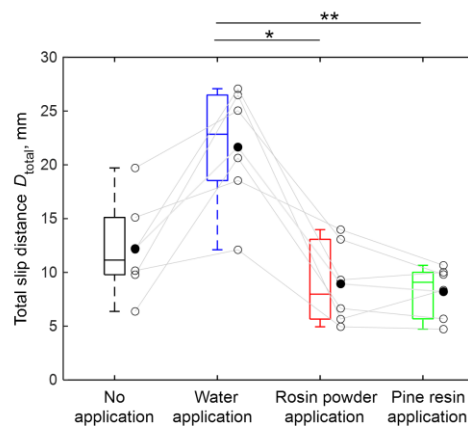 **
*
Total slip distance D_total, mm
30
25
20
15
10
5
0
No application
Water application
Rosin powder application
Pine resin application